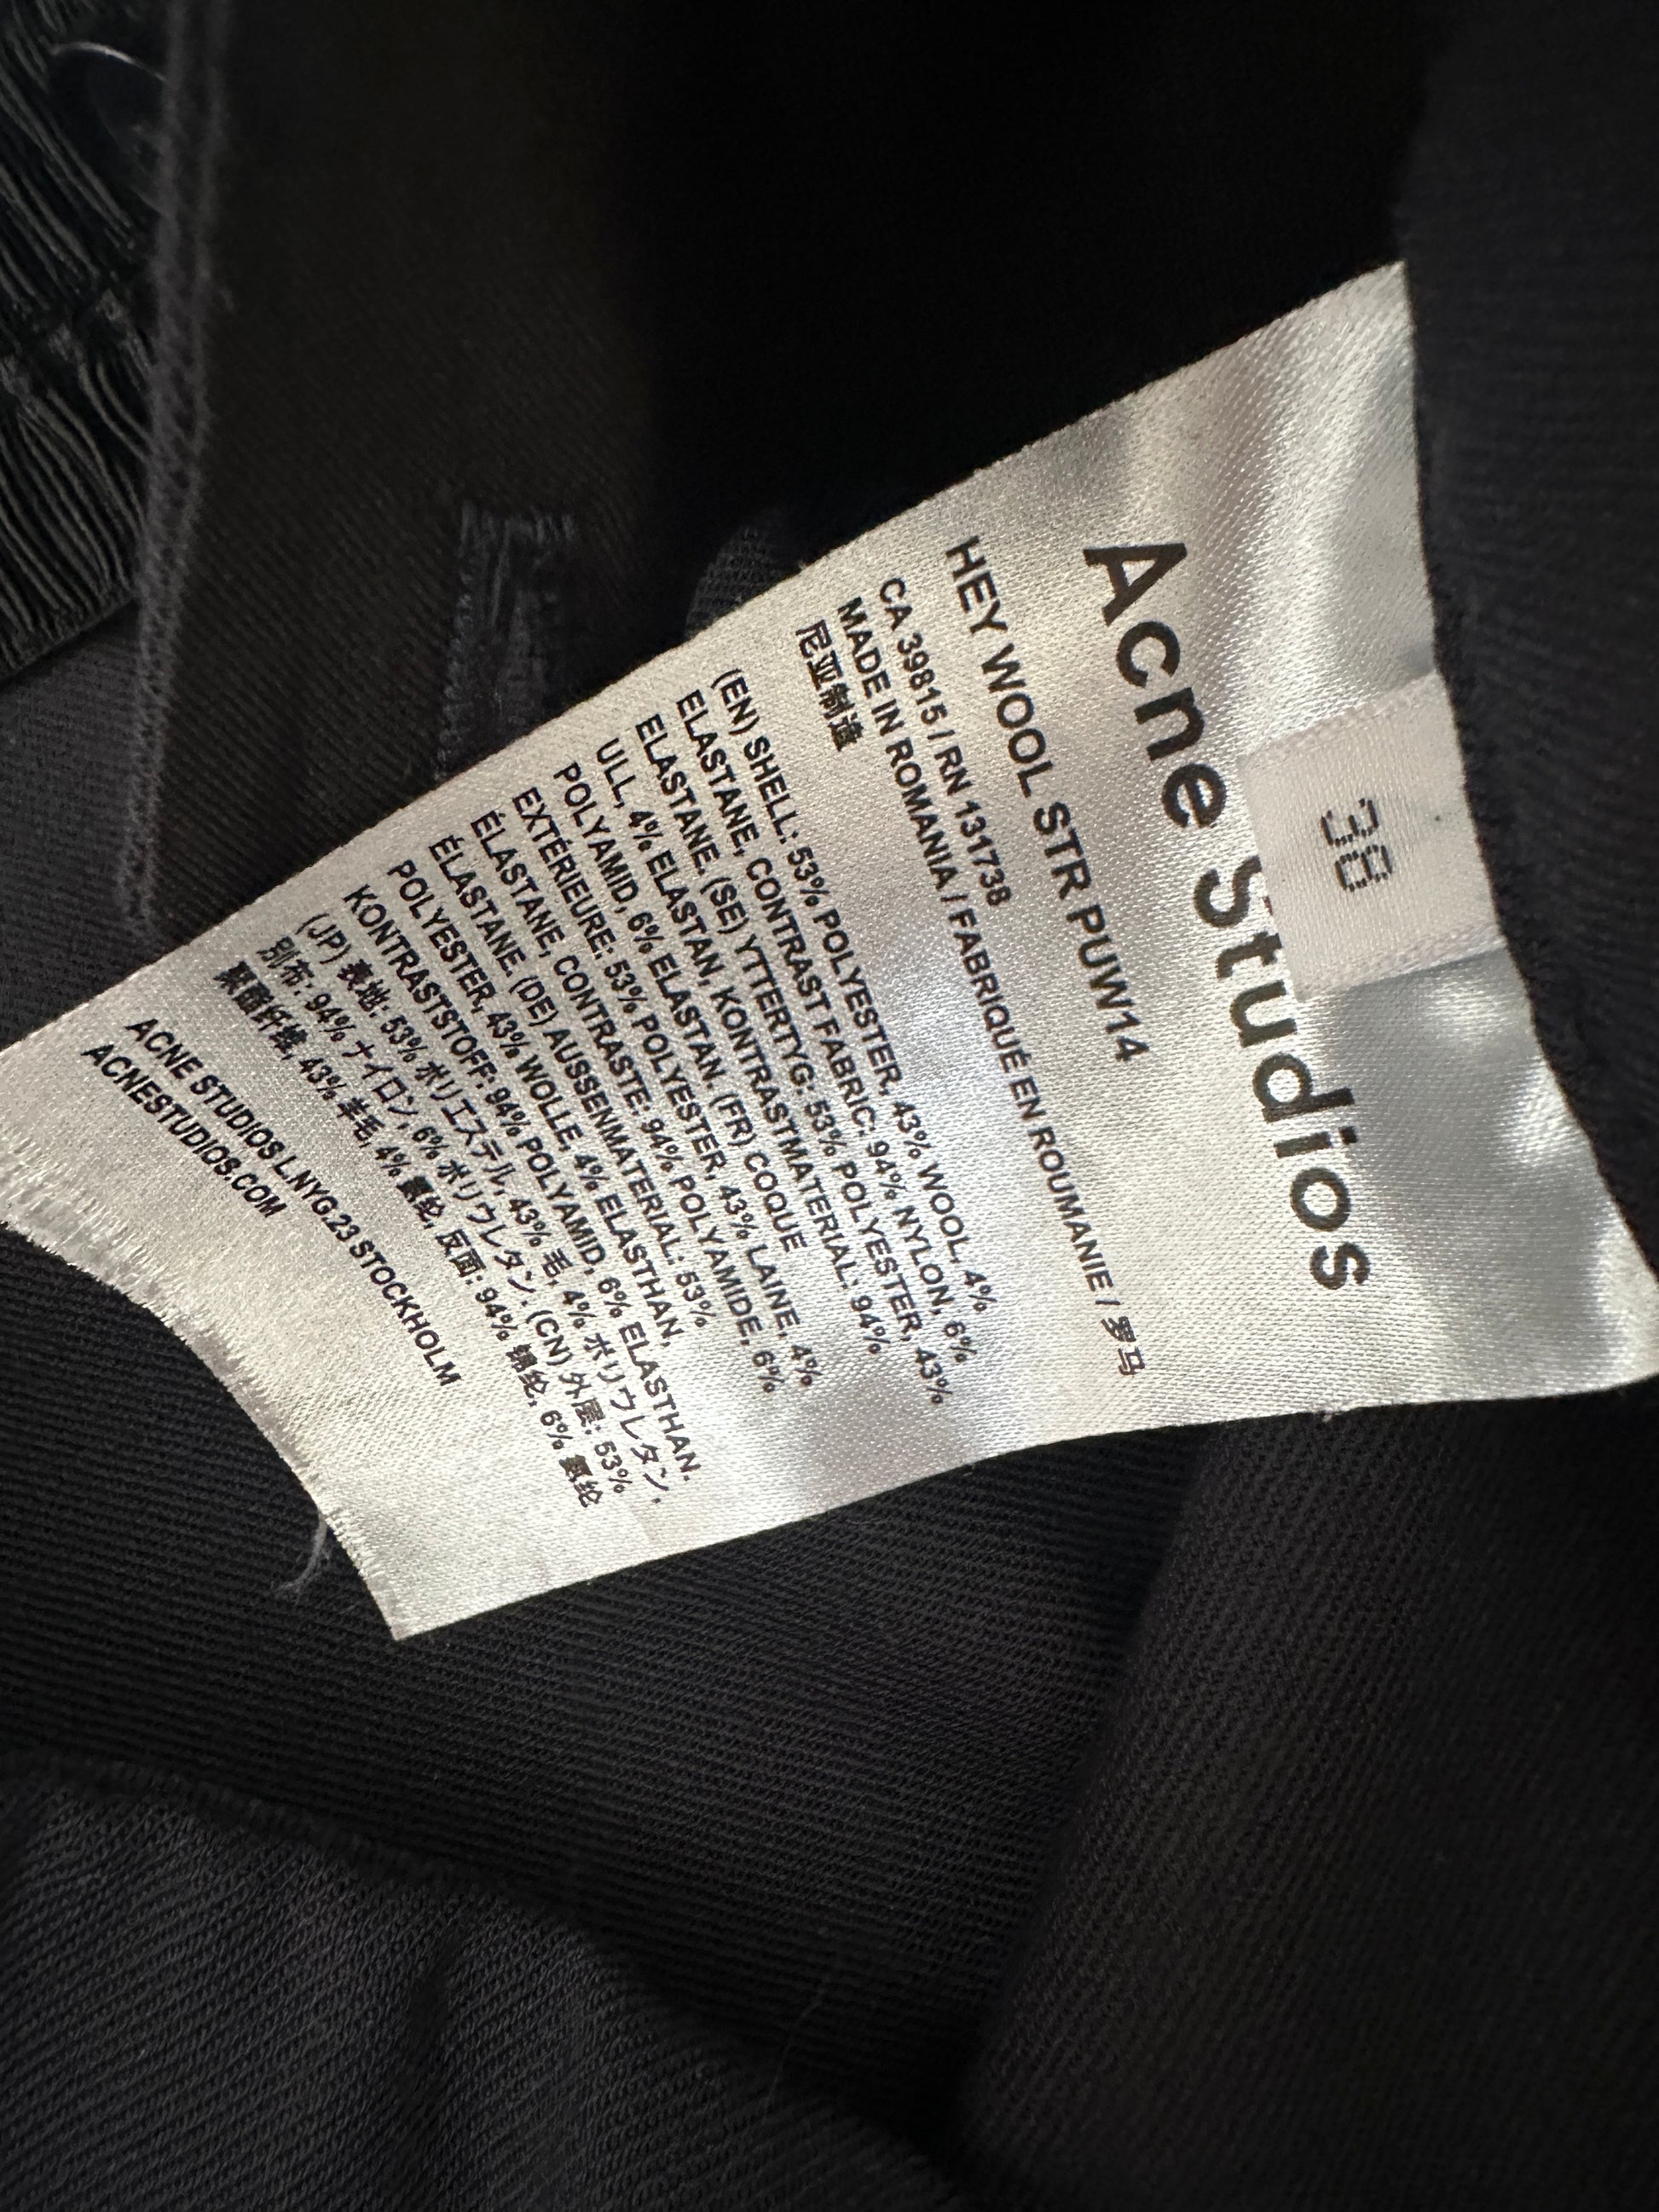 38
Acne Studios
HEY WOOL STR PUW14
CA 39815 / RN 131738
MADE IN ROMANIA / FABRIQUÉ EN ROUMANIE / 罗马
尼亚制造
(EN) SHELL: 53% POLYESTER, 43% WOOL, 4%
ELASTANE, CONTRAST FABRIC: 94% NYLON, 6%
ELASTANE. (SE) YTTERTYG: 53% POLYESTER, 43%
ULL, 4% ELASTAN, KONTRASTMATERIAL: 94%
POLYAMID, 6% ELASTAN. (FR) COQUE
EXTÉRIEURE: 53% POLYESTER, 43% LAINE, 4%
ÉLASTANE, CONTRASTE: 94% POLYAMIDE, 6%
ÉLASTANE. (DE) AUSSENMATERIAL: 53%
POLYESTER, 43% WOLLE, 4% ELASTHAN,
KONTRASTSTOFF: 94% POLYAMID, 6% ELASTHAN.
(JP) 表地: 53% ポリエステル, 43% 毛, 4% ポリウレタン,
別布: 94% ナイロン, 6% ポリウレタン. (CN) 外层: 53%
聚酯纤维, 43% 羊毛, 4% 氨纶, 反面: 94% 锦纶, 6% 氨纶
ACNE STUDIOS L.NYG.23 STOCKHOLM
ACNESTUDIOS.COM